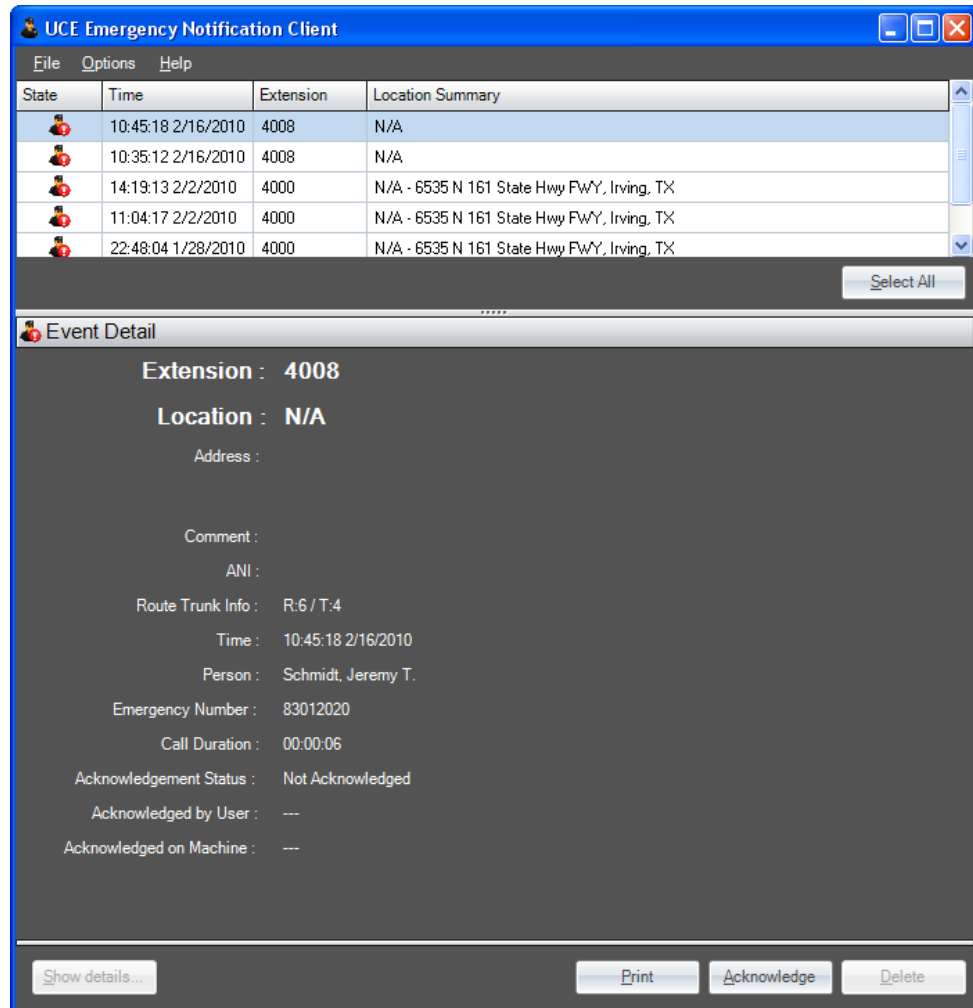 UCE Emergency Notification Client
File Options Help
State Time Extension Location Summary
10:45:18 2/16/2010 4008 N/A
10:35:12 2/16/2010 4008 N/A
14:19:13 2/2/2010 4000 N/A - 6535 N 161 State Hwy FWY, Irving, TX
11:04:17 2/2/2010 4000 N/A - 6535 N 161 State Hwy FWY, Irving, TX
22:48:04 1/28/2010 4000 N/A - 6535 N 161 State Hwy FWY, Irving, TX
Select All
Event Detail
Extension : 4008
Location : N/A
Address :
Comment :
ANI :
Route Trunk Info : R:6 / T:4
Time : 10:45:18 2/16/2010
Person : Schmidt, Jeremy T.
Emergency Number : 83012020
Call Duration : 00:00:06
Acknowledgement Status : Not Acknowledged
Acknowledged by User : ---
Acknowledged on Machine : ---
Show details... Print Acknowledge Delete